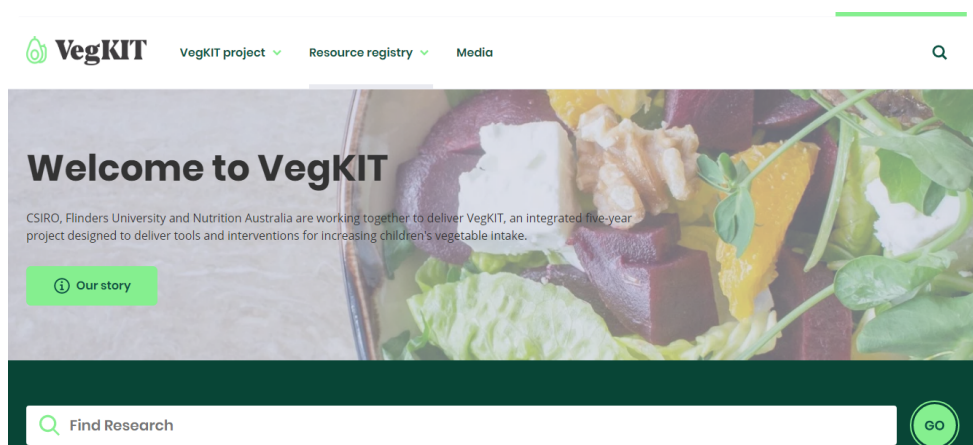 VegKIT
VegKIT project
Resource registry
Media
Welcome to VegKIT
CSIRO, Flinders University and Nutrition Australia are working together to deliver VegKIT, an integrated five-year
project designed to deliver tools and interventions for increasing children's vegetable intake.
Our story
Find Research
GO